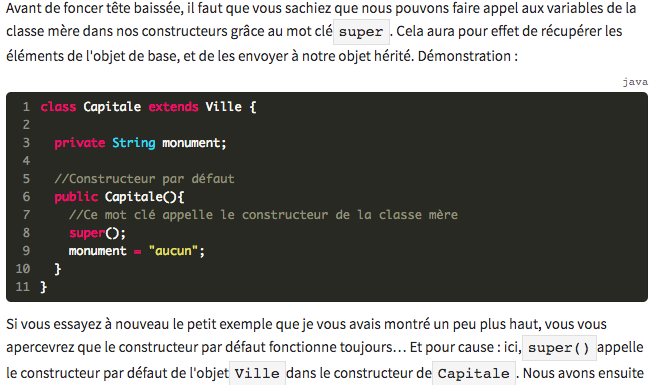 Avant de foncer tête baissée, il faut que vous sachiez que nous pouvons faire appel aux variables de la
classe mère dans nos constructeurs grâce au mot clé super . Cela aura pour effet de récupérer les
éléments de l'objet de base, et de les envoyer à notre objet hérité. Démonstration :
java
1 class Capitale extends Ville {
2
3 private String monument;
4
5 //Constructeur par défaut
6 public Capitale(){
7 //Ce mot clé appelle le constructeur de la classe mère
8 super();
9 monument = "aucun";
10 }
11 }
Si vous essayez à nouveau le petit exemple que je vous avais montré un peu plus haut, vous vous
apercevrez que le constructeur par défaut fonctionne toujours… Et pour cause : ici, super() appelle
le constructeur par défaut de l'objet Ville dans le constructeur de Capitale . Nous avons ensuite